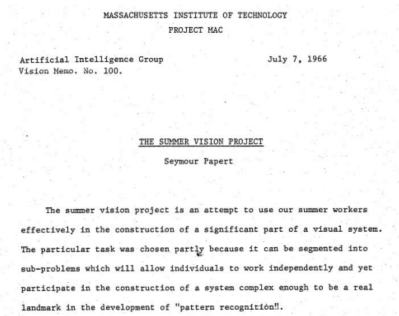 MASSACHUSETTS INSTITUTE OF TECHNOLOGY
PROJECT MAC
Artificial Intelligence Group July 7, 1966
Vision Memo. No. 100.
THE SUMMER VISION PROJECT
Seymour Papert
The summer vision project is an attempt to use our summer workers
effectively in the construction of a significant part of a visual system.
The particular task was chosen partly because it can be segmented into
sub-problems which will allow individuals to work independently and yet
participate in the construction of a system complex enough to be a real
landmark in the development of "pattern recognition".